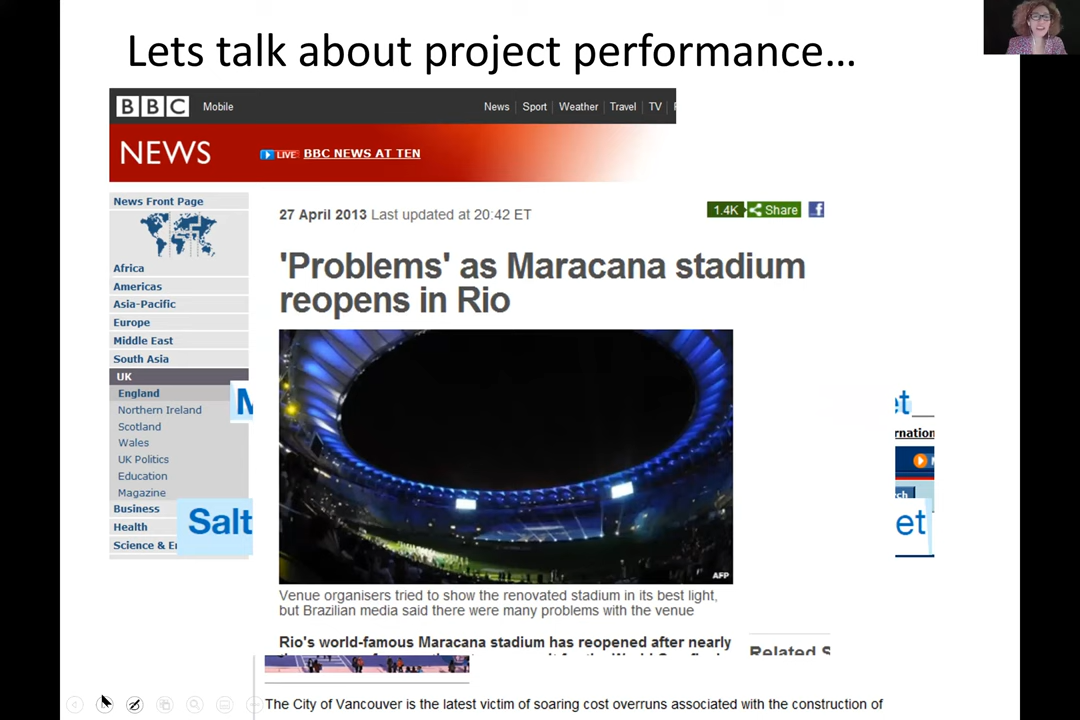 Lets talk about project performance...
BBC Mobile
News Sport Weather Travel TV
NEWS LIVE BBC NEWS AT TEN
News Front Page
Africa
Americas
Asia-Pacific
Europe
Middle East
South Asia
UK
England
Northern Ireland
Scotland
Wales
UK Politics
Education
Magazine
Business
Health
Science &
Salt
27 April 2013 Last updated at 20:42 ET
1.4K Share f
'Problems' as Maracana stadium
reopens in Rio
AFP
Venue organisers tried to show the renovated stadium in its best light,
but Brazilian media said there were many problems with the venue
Rio's world-famous Maracana stadium has reopened after nearly
Related
The City of Vancouver is the latest victim of soaring cost overruns associated with the construction of